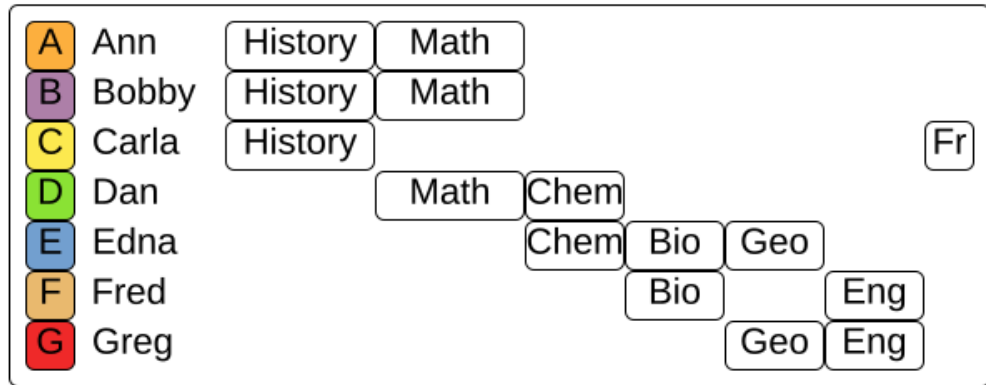 A Ann History Math
B Bobby History Math
C Carla History Fr
D Dan Math Chem
E Edna Chem Bio Geo
F Fred Bio Eng
G Greg Geo Eng